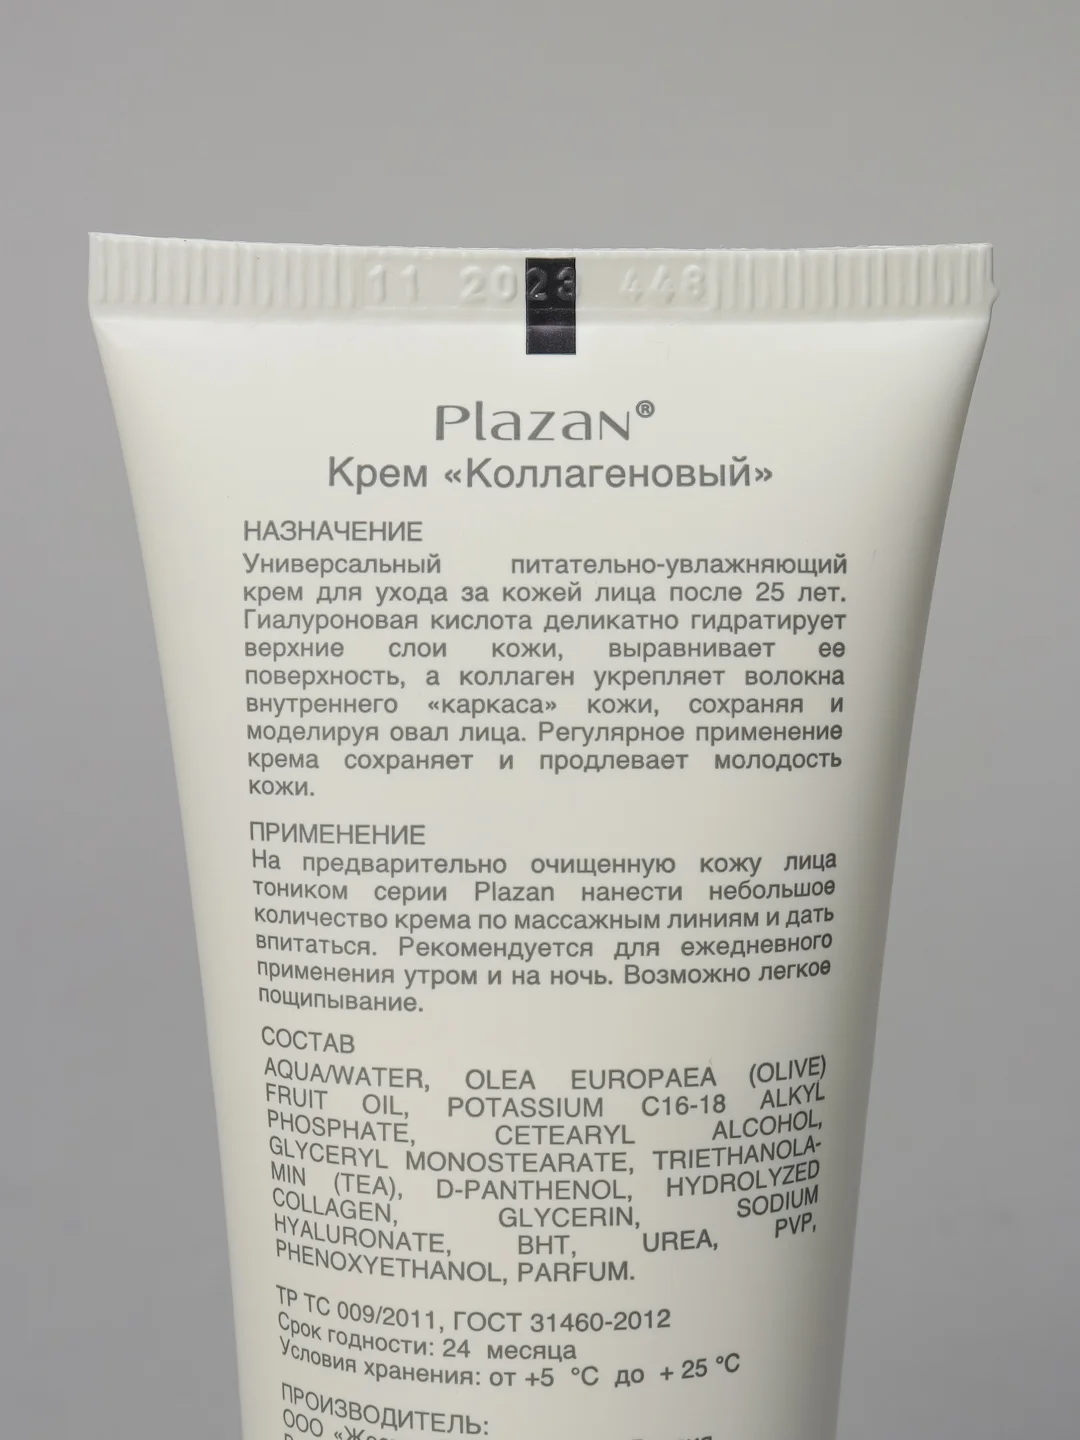 11 2023 448
Plazan®
Крем «Коллагеновый»
НАЗНАЧЕНИЕ
Универсальный питательно-увлажняющий
крем для ухода за кожей лица после 25 лет.
Гиалуроновая кислота деликатно гидратирует
верхние слои кожи, выравнивает ее
поверхность, а коллаген укрепляет волокна
внутреннего «каркаса» кожи, сохраняя и
моделируя овал лица. Регулярное применение
крема сохраняет и продлевает молодость
кожи.
ПРИМЕНЕНИЕ
На предварительно очищенную кожу лица
тоником серии Plazan нанести небольшое
количество крема по массажным линиям и дать
впитаться. Рекомендуется для ежедневного
применения утром и на ночь. Возможно легкое
пощипывание.
СОСТАВ
AQUA/WATER, OLEA EUROPAEA (OLIVE)
FRUIT OIL, POTASSIUM C16-18 ALKYL
PHOSPHATE, CETEARYL ALCOHOL,
GLYCERYL MONOSTEARATE, TRIETHANOLA-
MIN (TEA), D-PANTHENOL, HYDROLYZED
COLLAGEN, GLYCERIN, SODIUM
HYALURONATE, BHT, UREA, PVP,
PHENOXYETHANOL, PARFUM.
ТР ТС 009/2011, ГОСТ 31460-2012
Срок годности: 24 месяца
Условия хранения: от +5 °C до + 25 °C
ПРОИЗВОДИТЕЛЬ:
ООО